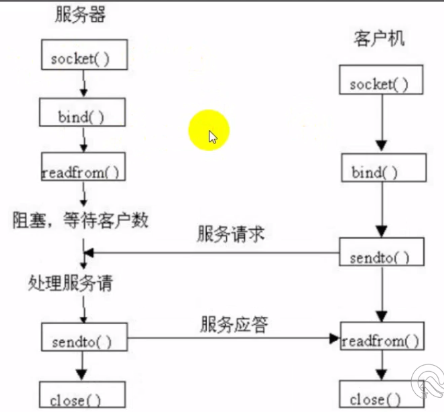 服务器
socket()
bind()
readfrom()
阻塞，等待客户数
处理服务请
sendto()
close()
客户机
socket()
bind()
服务请求
sendto()
服务应答
readfrom()
close()